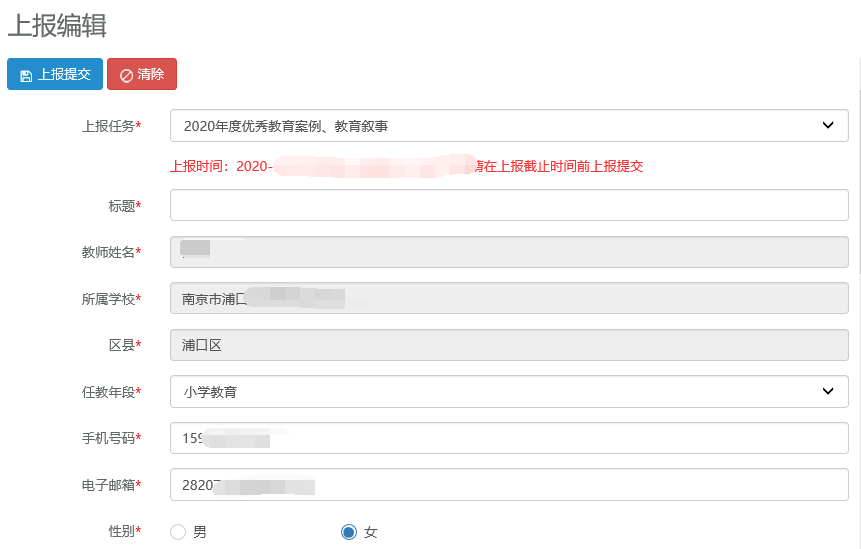 上报编辑
上报提交 清除
上报任务* 2020年度优秀教育案例、教育叙事
上报时间：2020- 请在上报截止时间前上报提交
标题*
教师姓名*
所属学校* 南京市浦口
区县* 浦口区
任教年段* 小学教育
手机号码* 159
电子邮箱* 2820
性别* 男 女